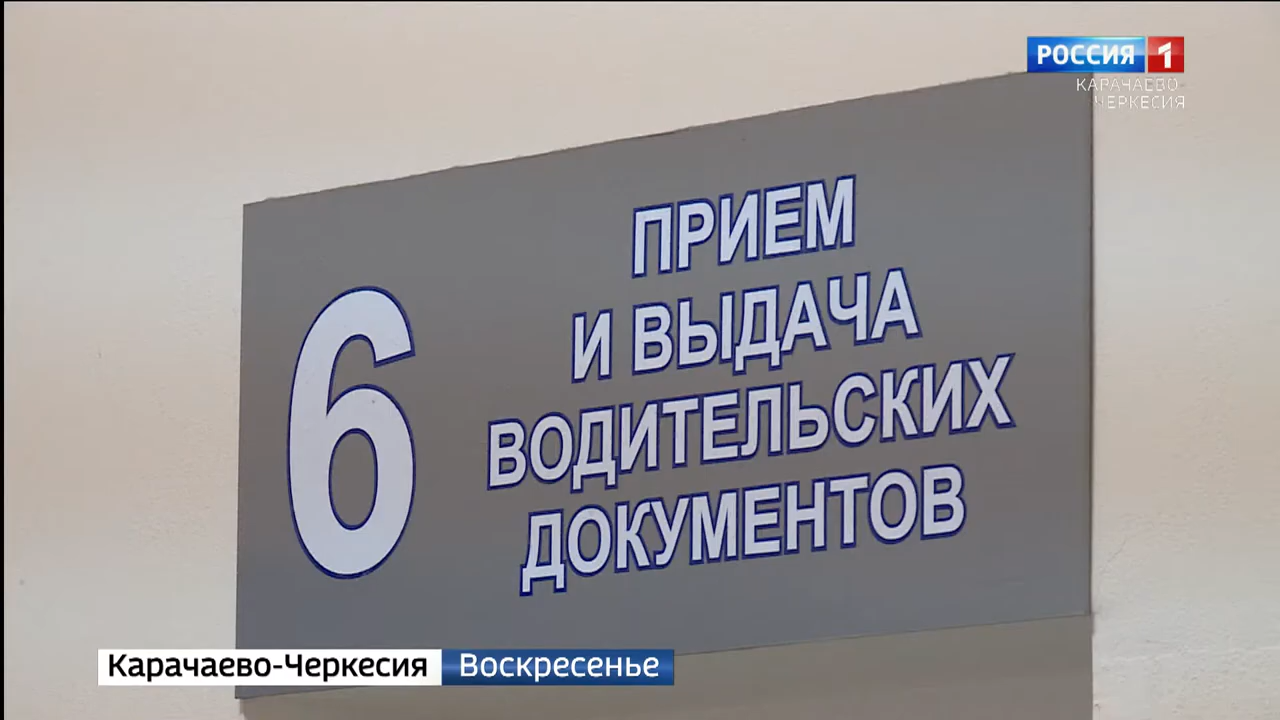 РОССИЯ 1
КАРАЧАЕВО-
ЧЕРКЕСИЯ
6
ПРИЕМ
И ВЫДАЧА
ВОДИТЕЛЬСКИХ
ДОКУМЕНТОВ
Карачаево-Черкесия Воскресенье